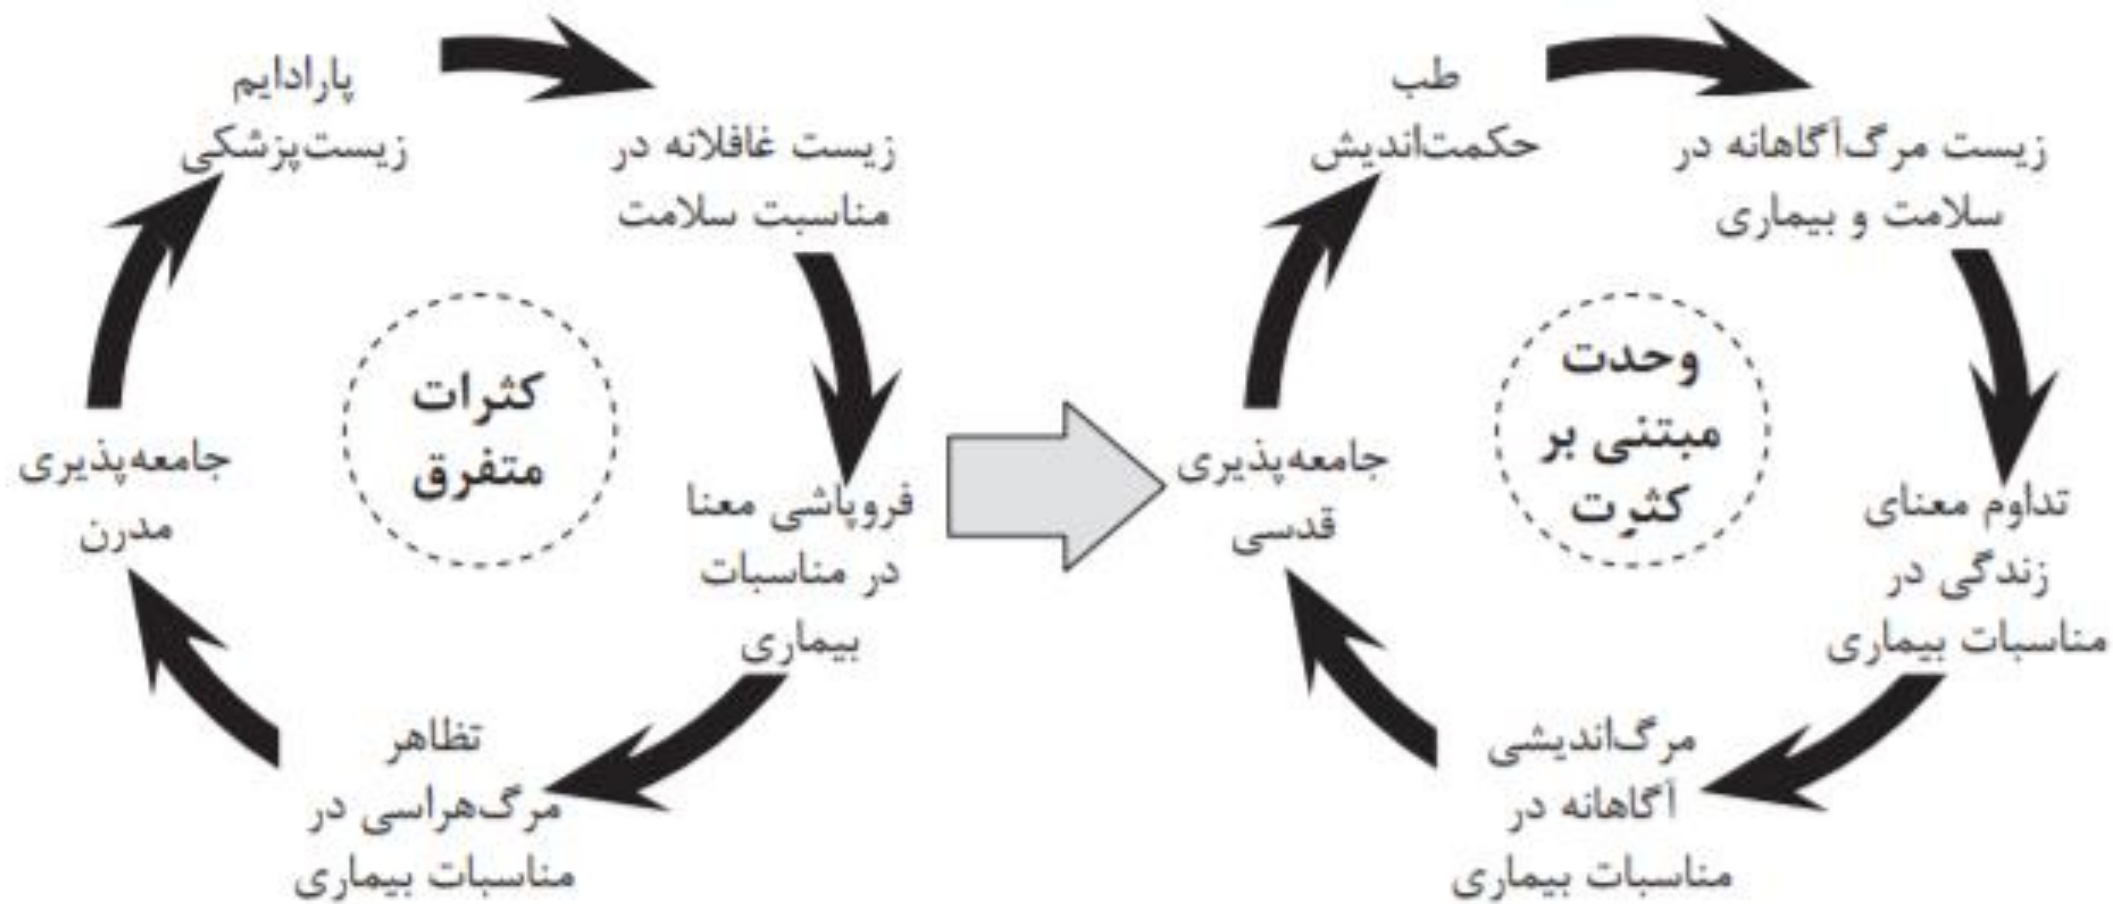 پارادایم
زیست‌پزشکی
زیست غافلانه در
مناسبت سلامت
فروپاشی معنا
در مناسبات
بیماری
تظاهر
مرگ‌هراسی در
مناسبات بیماری
جامعه‌پذیری
مدرن
کثرات
متفرق
طب
حکمت‌اندیش
زیست مرگ‌آگاهانه در
سلامت و بیماری
تداوم معنای
زندگی در
مناسبات بیماری
مرگ‌اندیشی
آگاهانه در
مناسبات بیماری
جامعه‌پذیری
قدسی
وحدت
مبتنی بر
کثرت